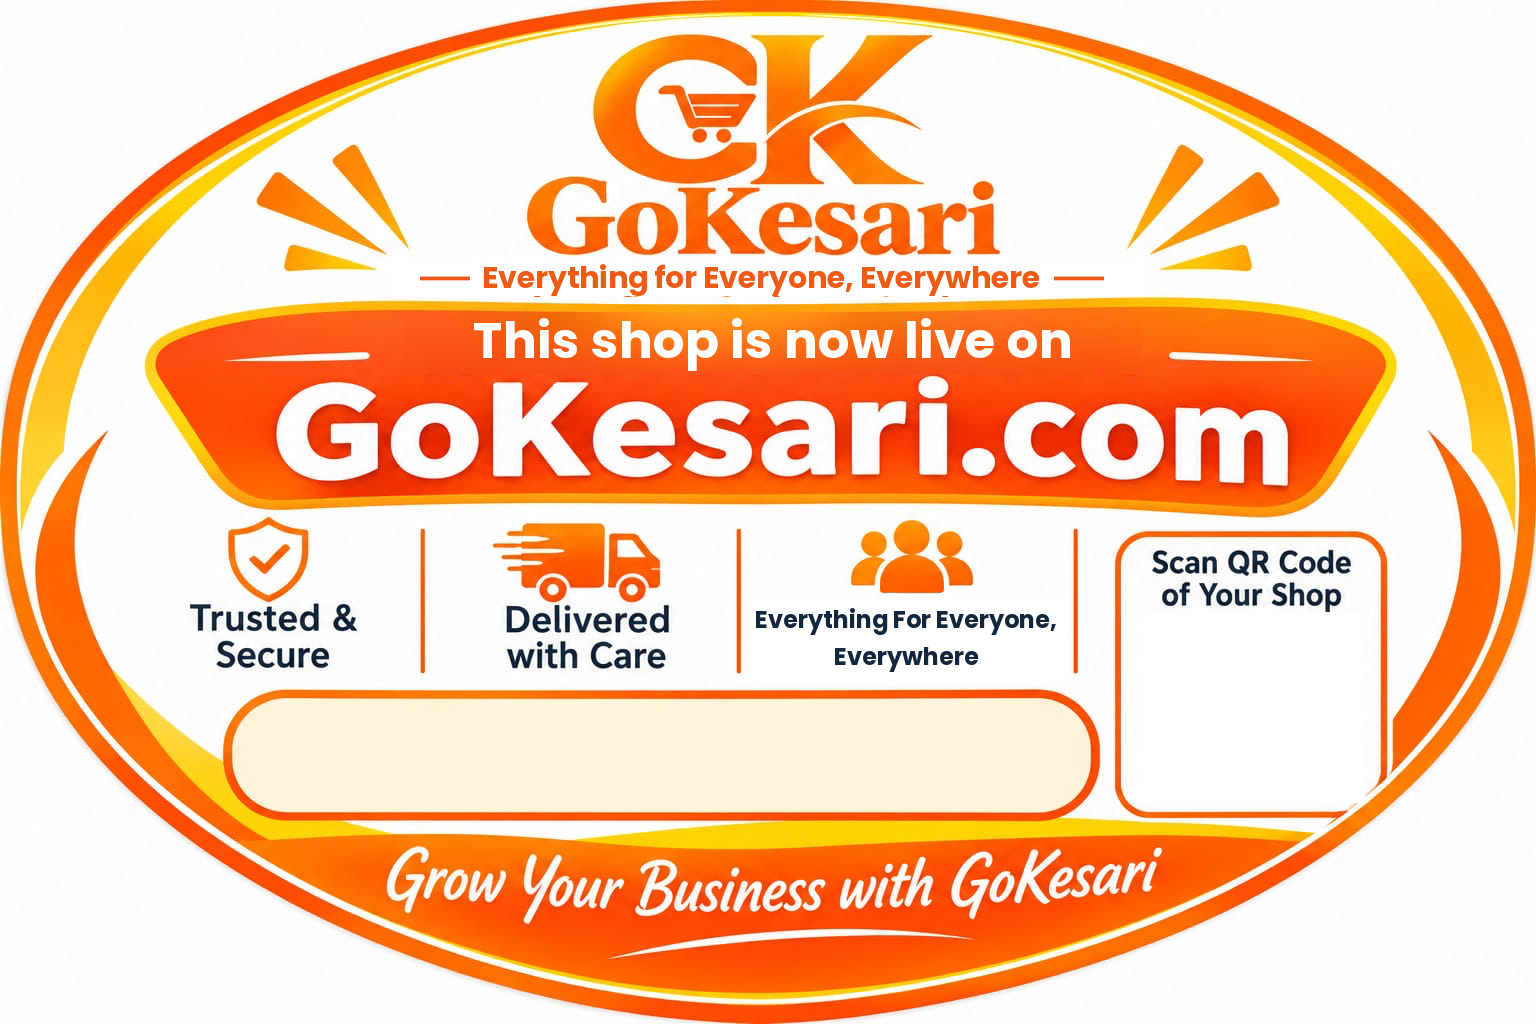 GK
GoKesari
Everything for Everyone, Everywhere
This shop is now live on
GoKesari.com
Trusted &
Secure
Delivered
with Care
Everything For Everyone,
Everywhere
Scan QR Code
of Your Shop
Grow Your Business with GoKesari